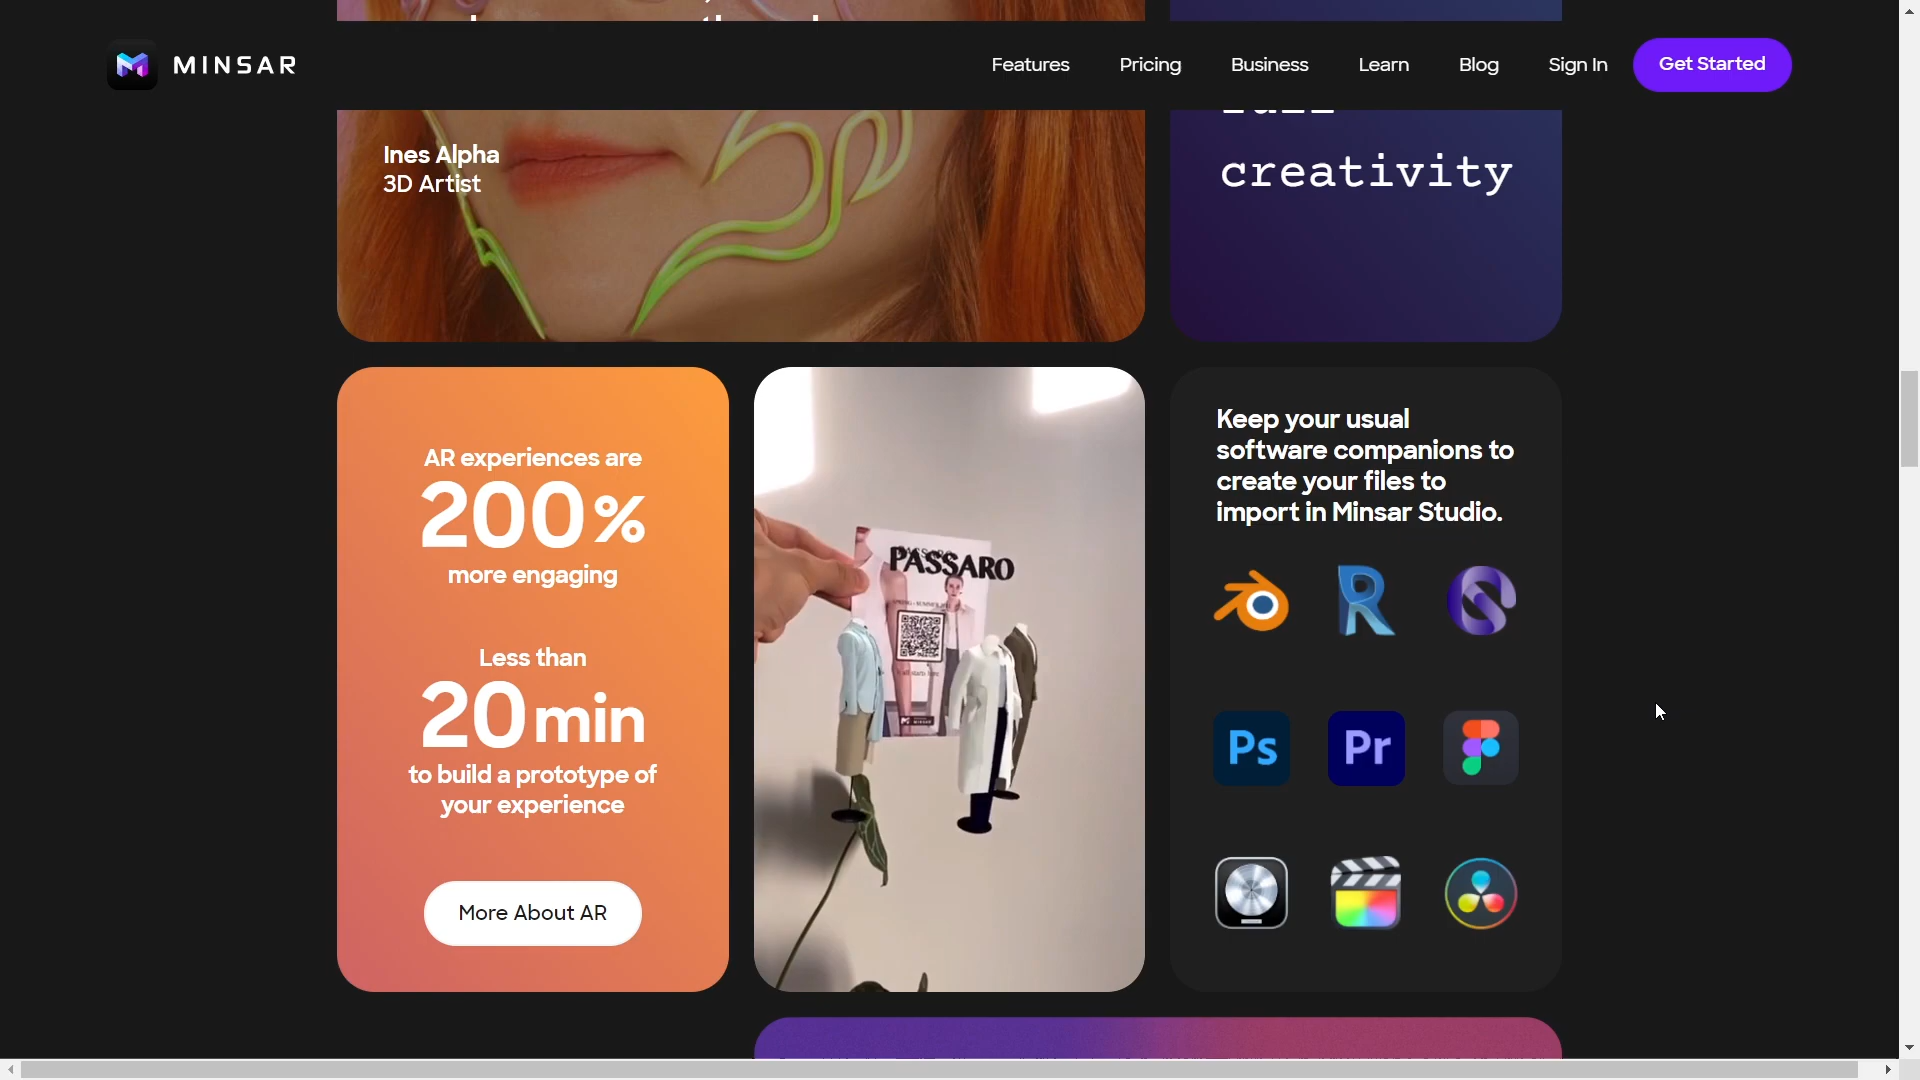 MINSAR
Features
Pricing
Business
Learn
Blog
Sign In
Get Started
Ines Alpha
3D Artist
creativity
AR experiences are
200%
more engaging
Less than
20 min
to build a prototype of
your experience
More About AR
PASSARO
Keep your usual
software companions to
create your files to
import in Minsar Studio.
Ps
Pr